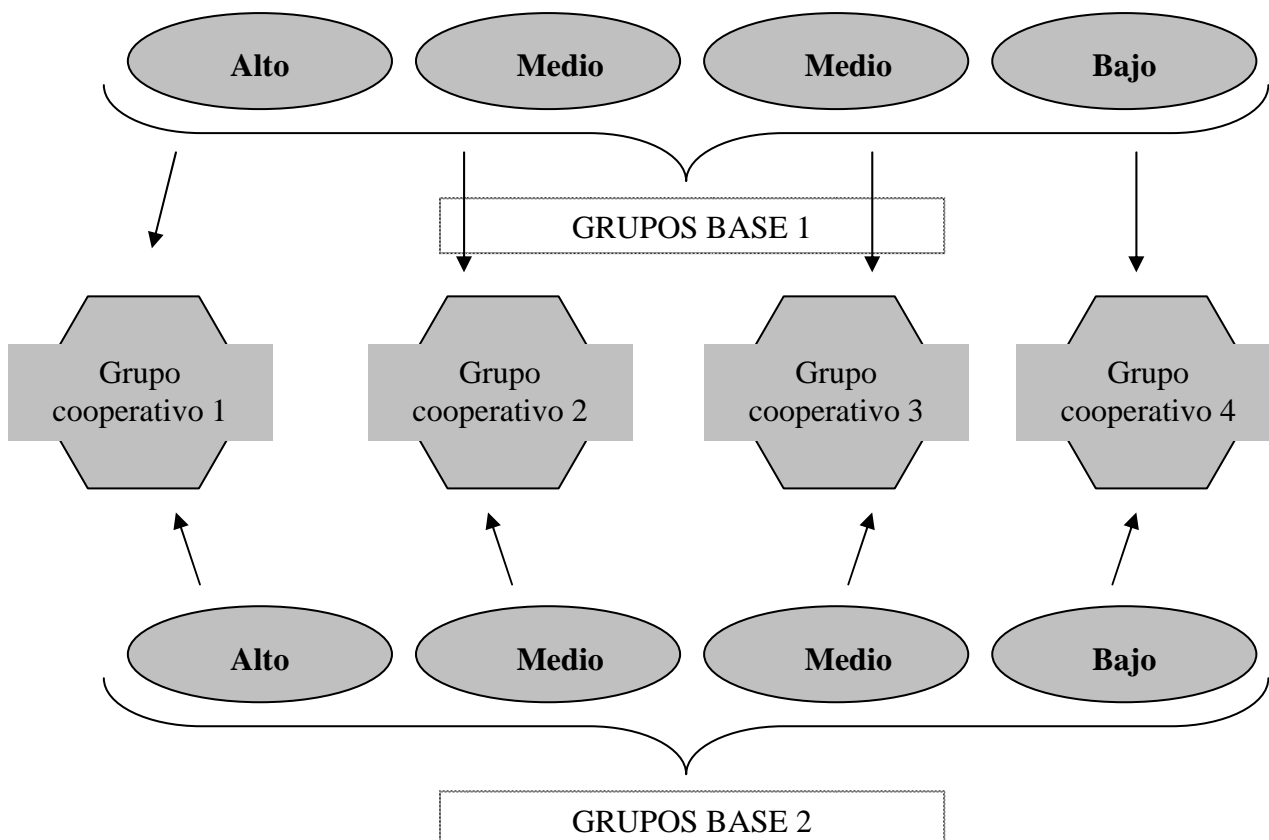 Alto
Medio
Medio
Bajo
GRUPOS BASE 1
Grupo
cooperativo 1
Grupo
cooperativo 2
Grupo
cooperativo 3
Grupo
cooperativo 4
Alto
Medio
Medio
Bajo
GRUPOS BASE 2